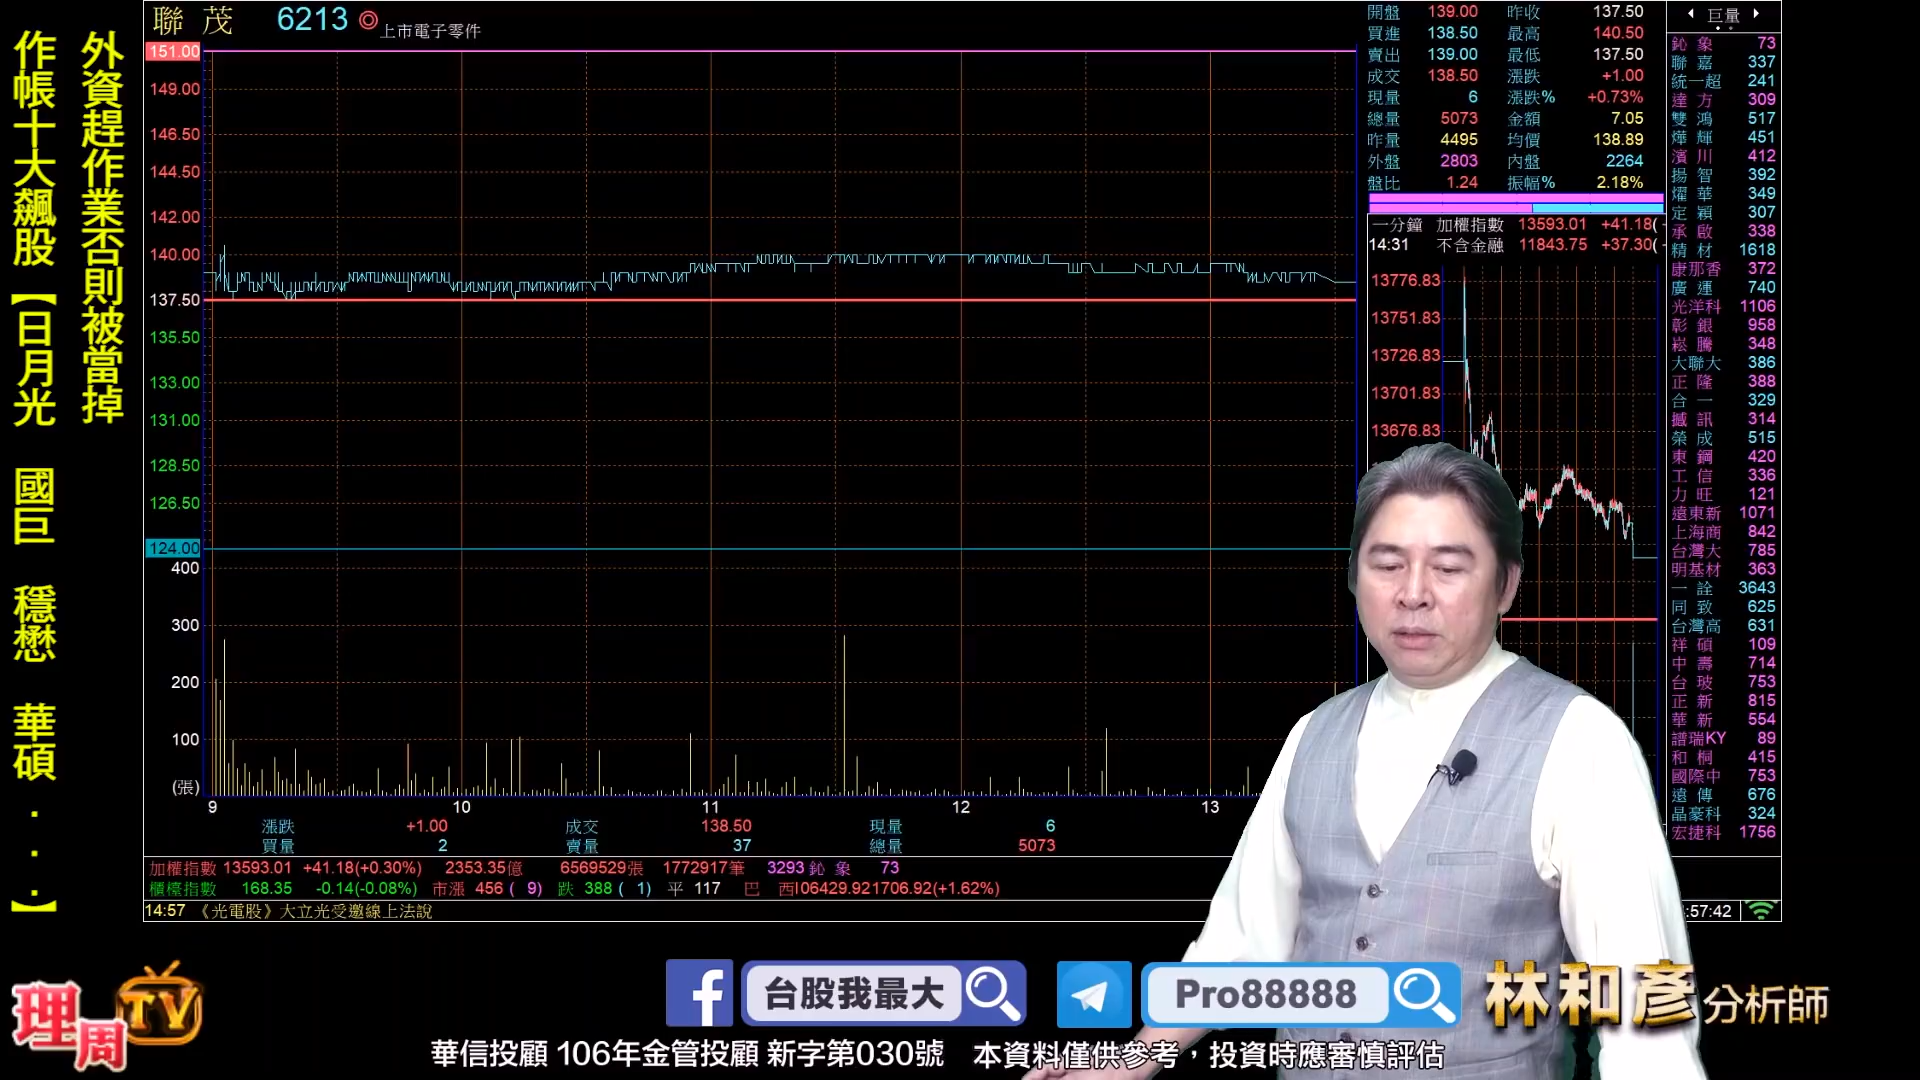 外資趕作業否則被當掉
作帳十大飆股【日月光 國巨 穩懋 華碩...】
聯茂 6213 ◎ 上市電子零件
151.00
149.00
146.50
144.50
142.00
140.00
137.50
135.50
133.00
131.00
128.50
126.50
124.00
400
300
200
100
(張)
9 10 11 12 13
漲跌 +1.00 成交 138.50 現量 6
買量 2 賣量 37 總量 5073
加權指數 13593.01 +41.18(+0.30%) 2353.35億 6569529張 1772917筆 3293 鈊象 73
櫃檯指數 168.35 -0.14(-0.08%) 市漲 456 ( 9) 跌 388 ( 1) 平 117 巴 西I06429.921706.92(+1.62%)
14:57 《光電股》大立光受邀線上法說
:57:42
開盤 139.00 昨收 137.50
買進 138.50 最高 140.50
賣出 139.00 最低 137.50
成交 138.50 漲跌 +1.00
現量 6 漲跌% +0.73%
總量 5073 金額 7.05
昨量 4495 均價 138.89
外盤 2803 內盤 2264
盤比 1.24 振幅% 2.18%
一分鐘 加權指數 13593.01 +41.18(
14:31 不含金融 11843.75 +37.30(
13776.83
13751.83
13726.83
13701.83
13676.83
巨量
鈊象 73
聯嘉 337
統一超 241
達方 309
雙鴻 517
燁輝 451
濱川 412
揚智 392
燿華 349
定穎 307
承啟 338
精材 1618
康那香 372
廣運 740
光洋科 1106
彰銀 958
崧騰 348
大聯大 386
正隆 388
合一 329
撼訊 314
榮成 515
東鋼 420
工信 336
力旺 121
遠東新 1071
上海商 842
台灣大 785
明基材 363
一詮 3643
同致 625
台灣高 631
祥碩 109
中壽 714
台玻 753
正新 815
華新 554
譜瑞KY 89
和桐 415
國際中 753
遠傳 676
晶豪科 324
宏捷科 1756
理周TV
f 台股我最大
Pro88888
林和彥分析師
華信投顧 106年金管投顧 新字第030號 本資料僅供參考，投資時應審慎評估